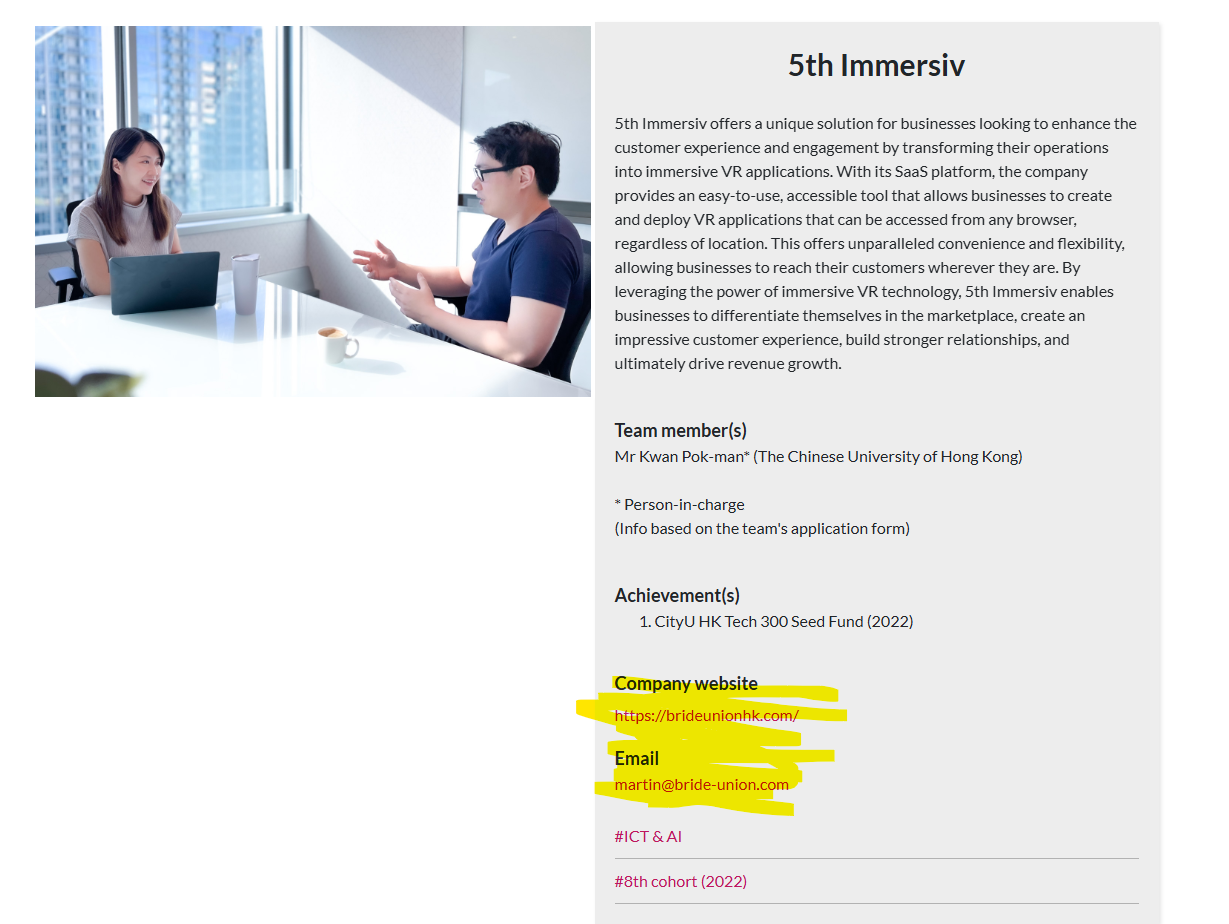 5th Immersiv
5th Immersiv offers a unique solution for businesses looking to enhance the
customer experience and engagement by transforming their operations
into immersive VR applications. With its SaaS platform, the company
provides an easy-to-use, accessible tool that allows businesses to create
and deploy VR applications that can be accessed from any browser,
regardless of location. This offers unparalleled convenience and flexibility,
allowing businesses to reach their customers wherever they are. By
leveraging the power of immersive VR technology, 5th Immersiv enables
businesses to differentiate themselves in the marketplace, create an
impressive customer experience, build stronger relationships, and
ultimately drive revenue growth.
Team member(s)
Mr Kwan Pok-man* (The Chinese University of Hong Kong)
* Person-in-charge
(Info based on the team's application form)
Achievement(s)
1. CityU HK Tech 300 Seed Fund (2022)
Company website
https://brideunionhk.com/
Email
martin@bride-union.com
#ICT & AI
#8th cohort (2022)